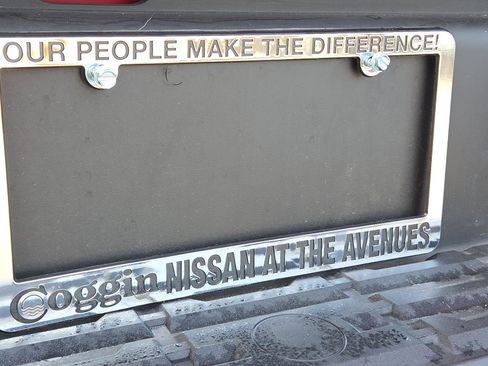 OUR PEOPLE MAKE THE DIFFERENCE!
Coggin NISSAN AT THE AVENUES